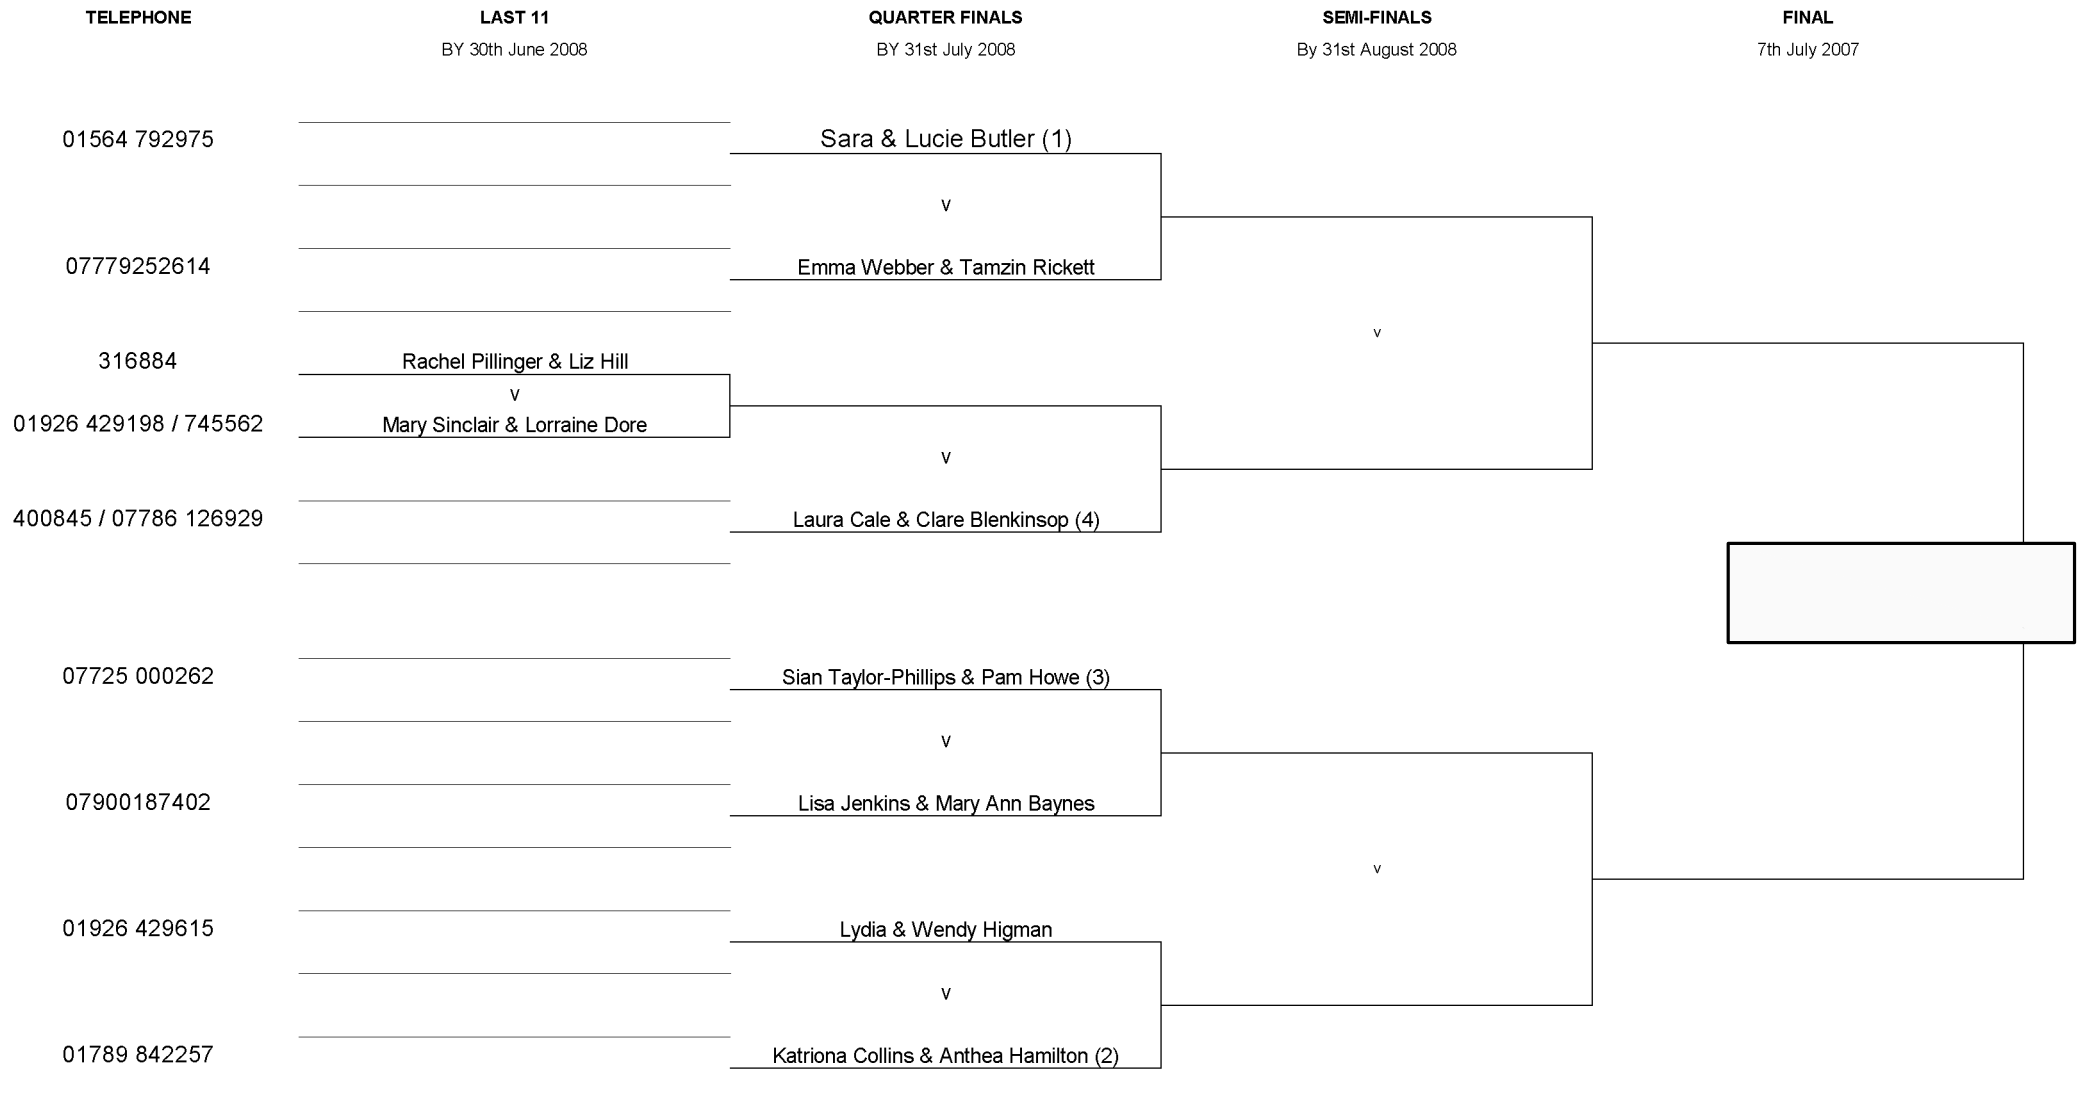 TELEPHONE LAST 11 QUARTER FINALS SEMI-FINALS FINAL
BY 30th June 2008 BY 31st July 2008 By 31st August 2008 7th July 2007
01564 792975 Sara & Lucie Butler (1)
v
07779252614 Emma Webber & Tamzin Rickett
v
316884 Rachel Pillinger & Liz Hill
v
01926 429198 / 745562 Mary Sinclair & Lorraine Dore
v
400845 / 07786 126929 Laura Cale & Clare Blenkinsop (4)
07725 000262 Sian Taylor-Phillips & Pam Howe (3)
v
07900187402 Lisa Jenkins & Mary Ann Baynes
v
01926 429615 Lydia & Wendy Higman
v
01789 842257 Katriona Collins & Anthea Hamilton (2)